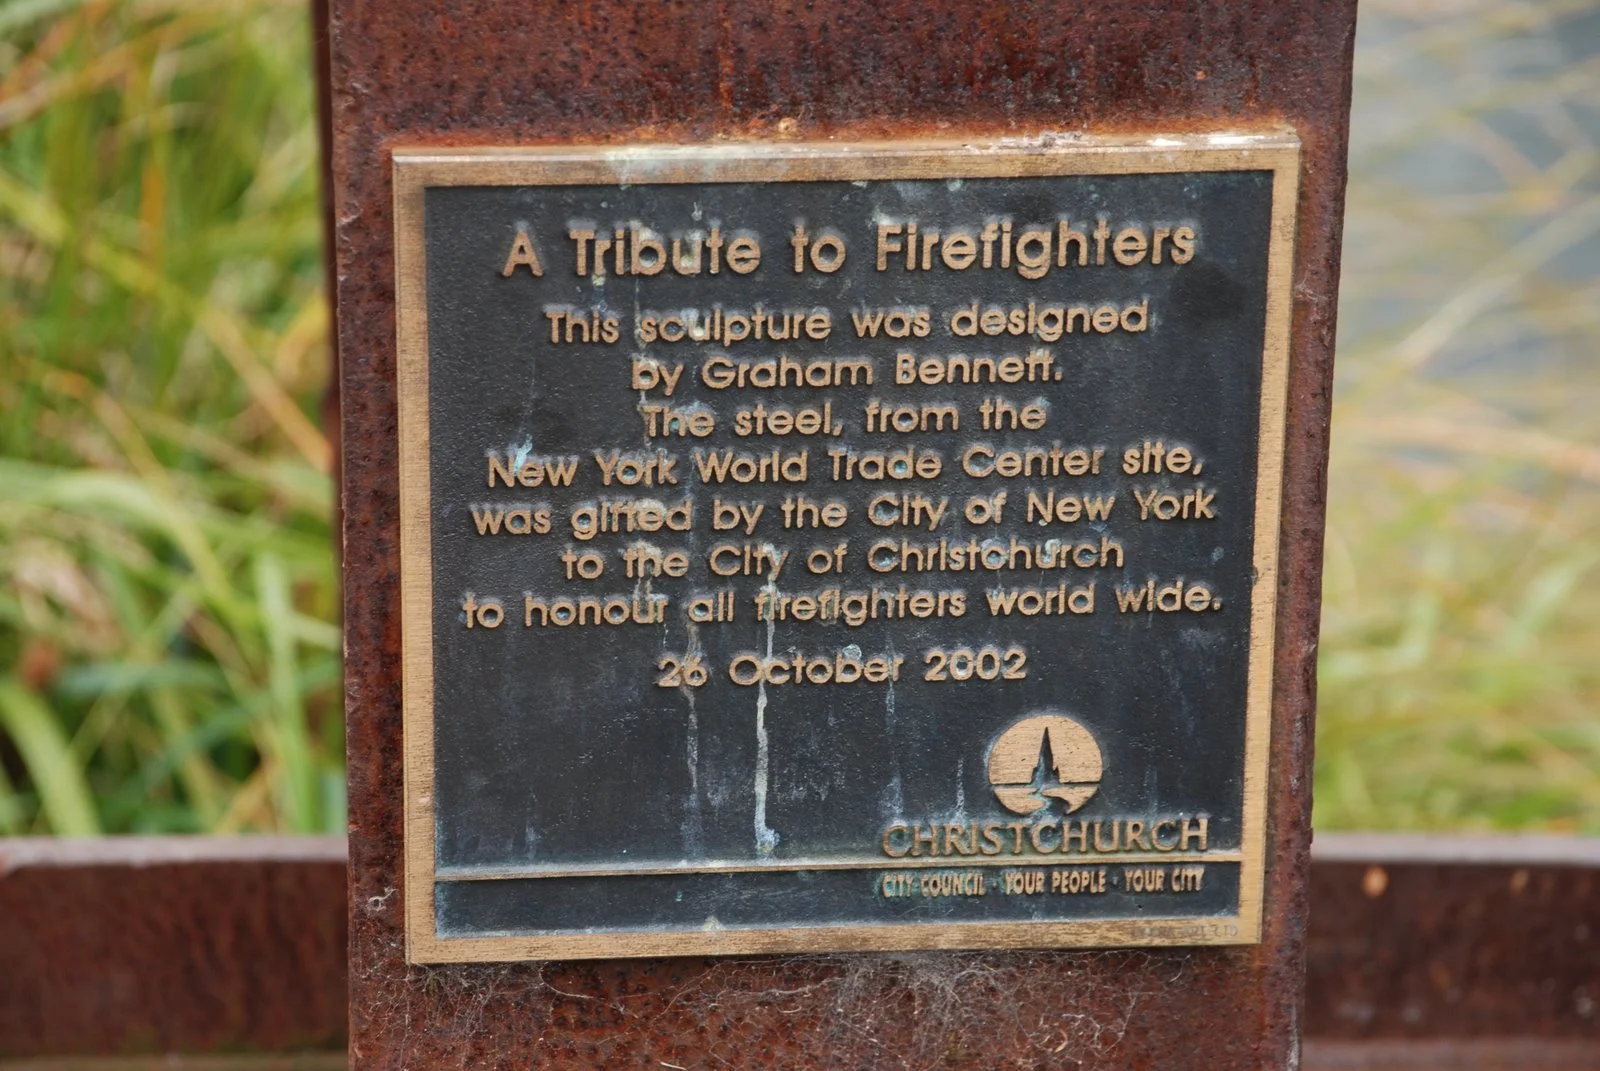 A Tribute to Firefighters
This sculpture was designed
by Graham Bennett.
The steel, from the
New York World Trade Center site,
was gifted by the City of New York
to the City of Christchurch
to honour all firefighters world wide.
26 October 2002
CHRISTCHURCH
CITY COUNCIL · YOUR PEOPLE · YOUR CITY